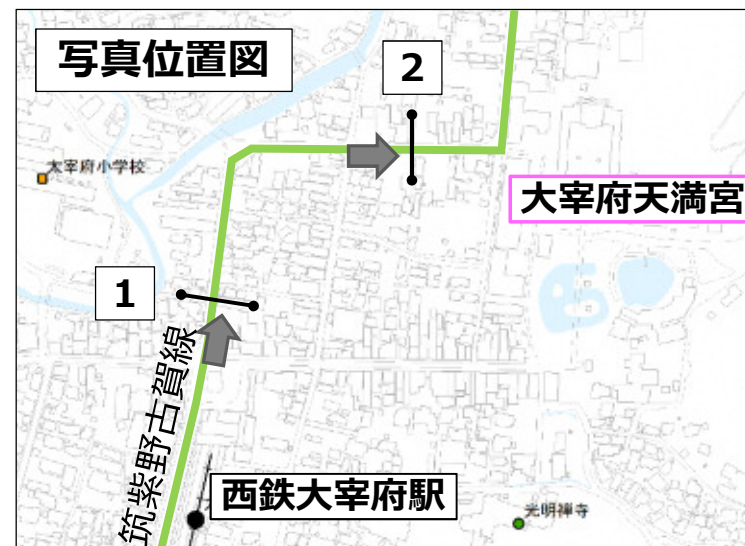 写真位置図
2
大宰府小学校
大宰府天満宮
1
筑紫野古賀線
西鉄大宰府駅
光明禅寺